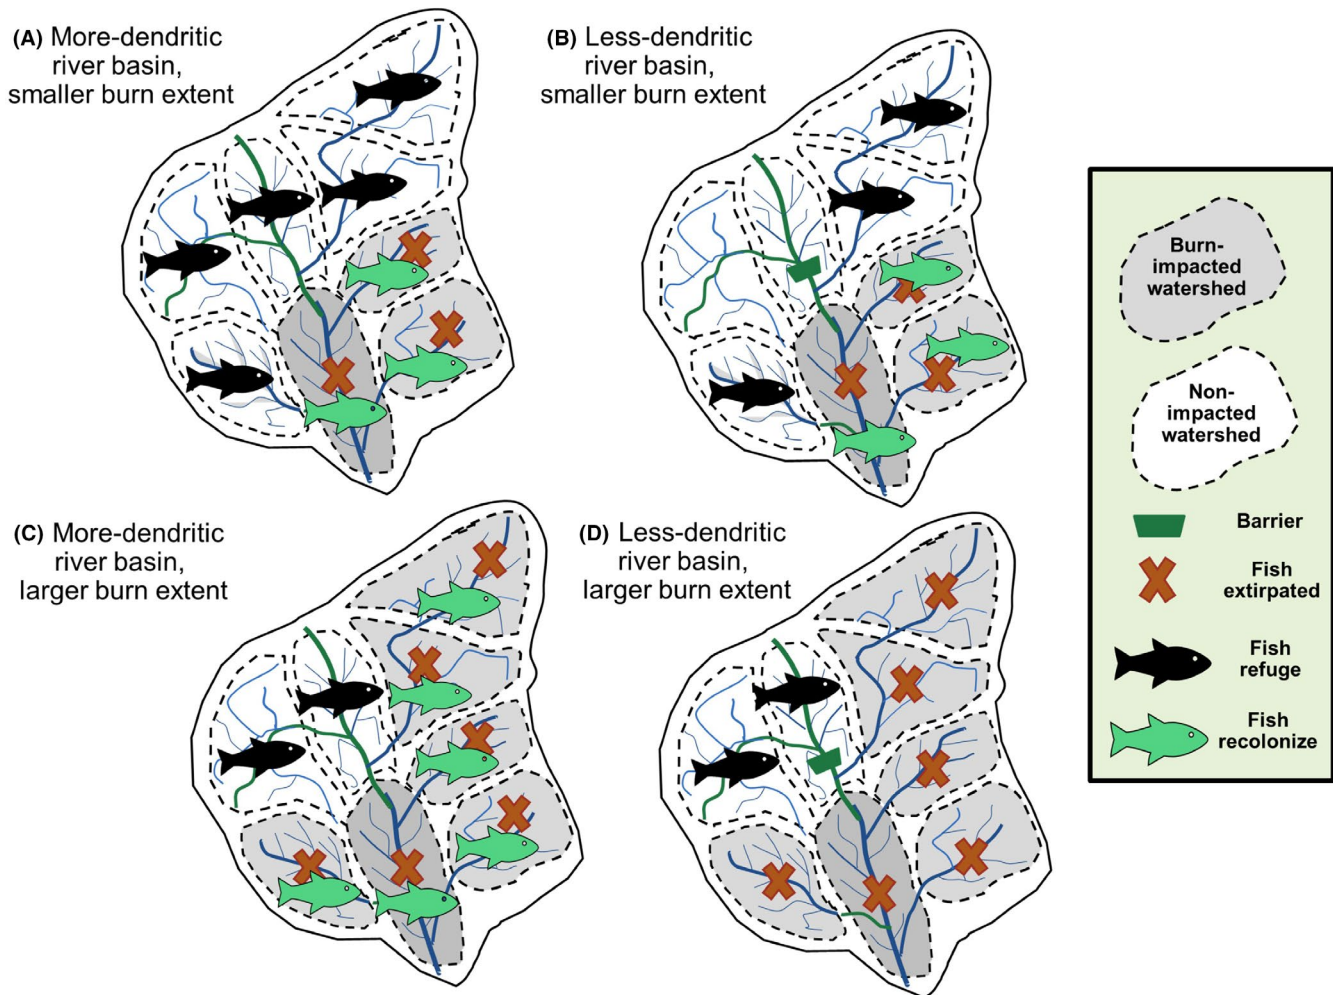 (A) More-dendritic
river basin,
smaller burn extent
(B) Less-dendritic
river basin,
smaller burn extent
(C) More-dendritic
river basin,
larger burn extent
(D) Less-dendritic
river basin,
larger burn extent
Burn-
impacted
watershed
Non-
impacted
watershed
Barrier
Fish
extirpated
Fish
refuge
Fish
recolonize